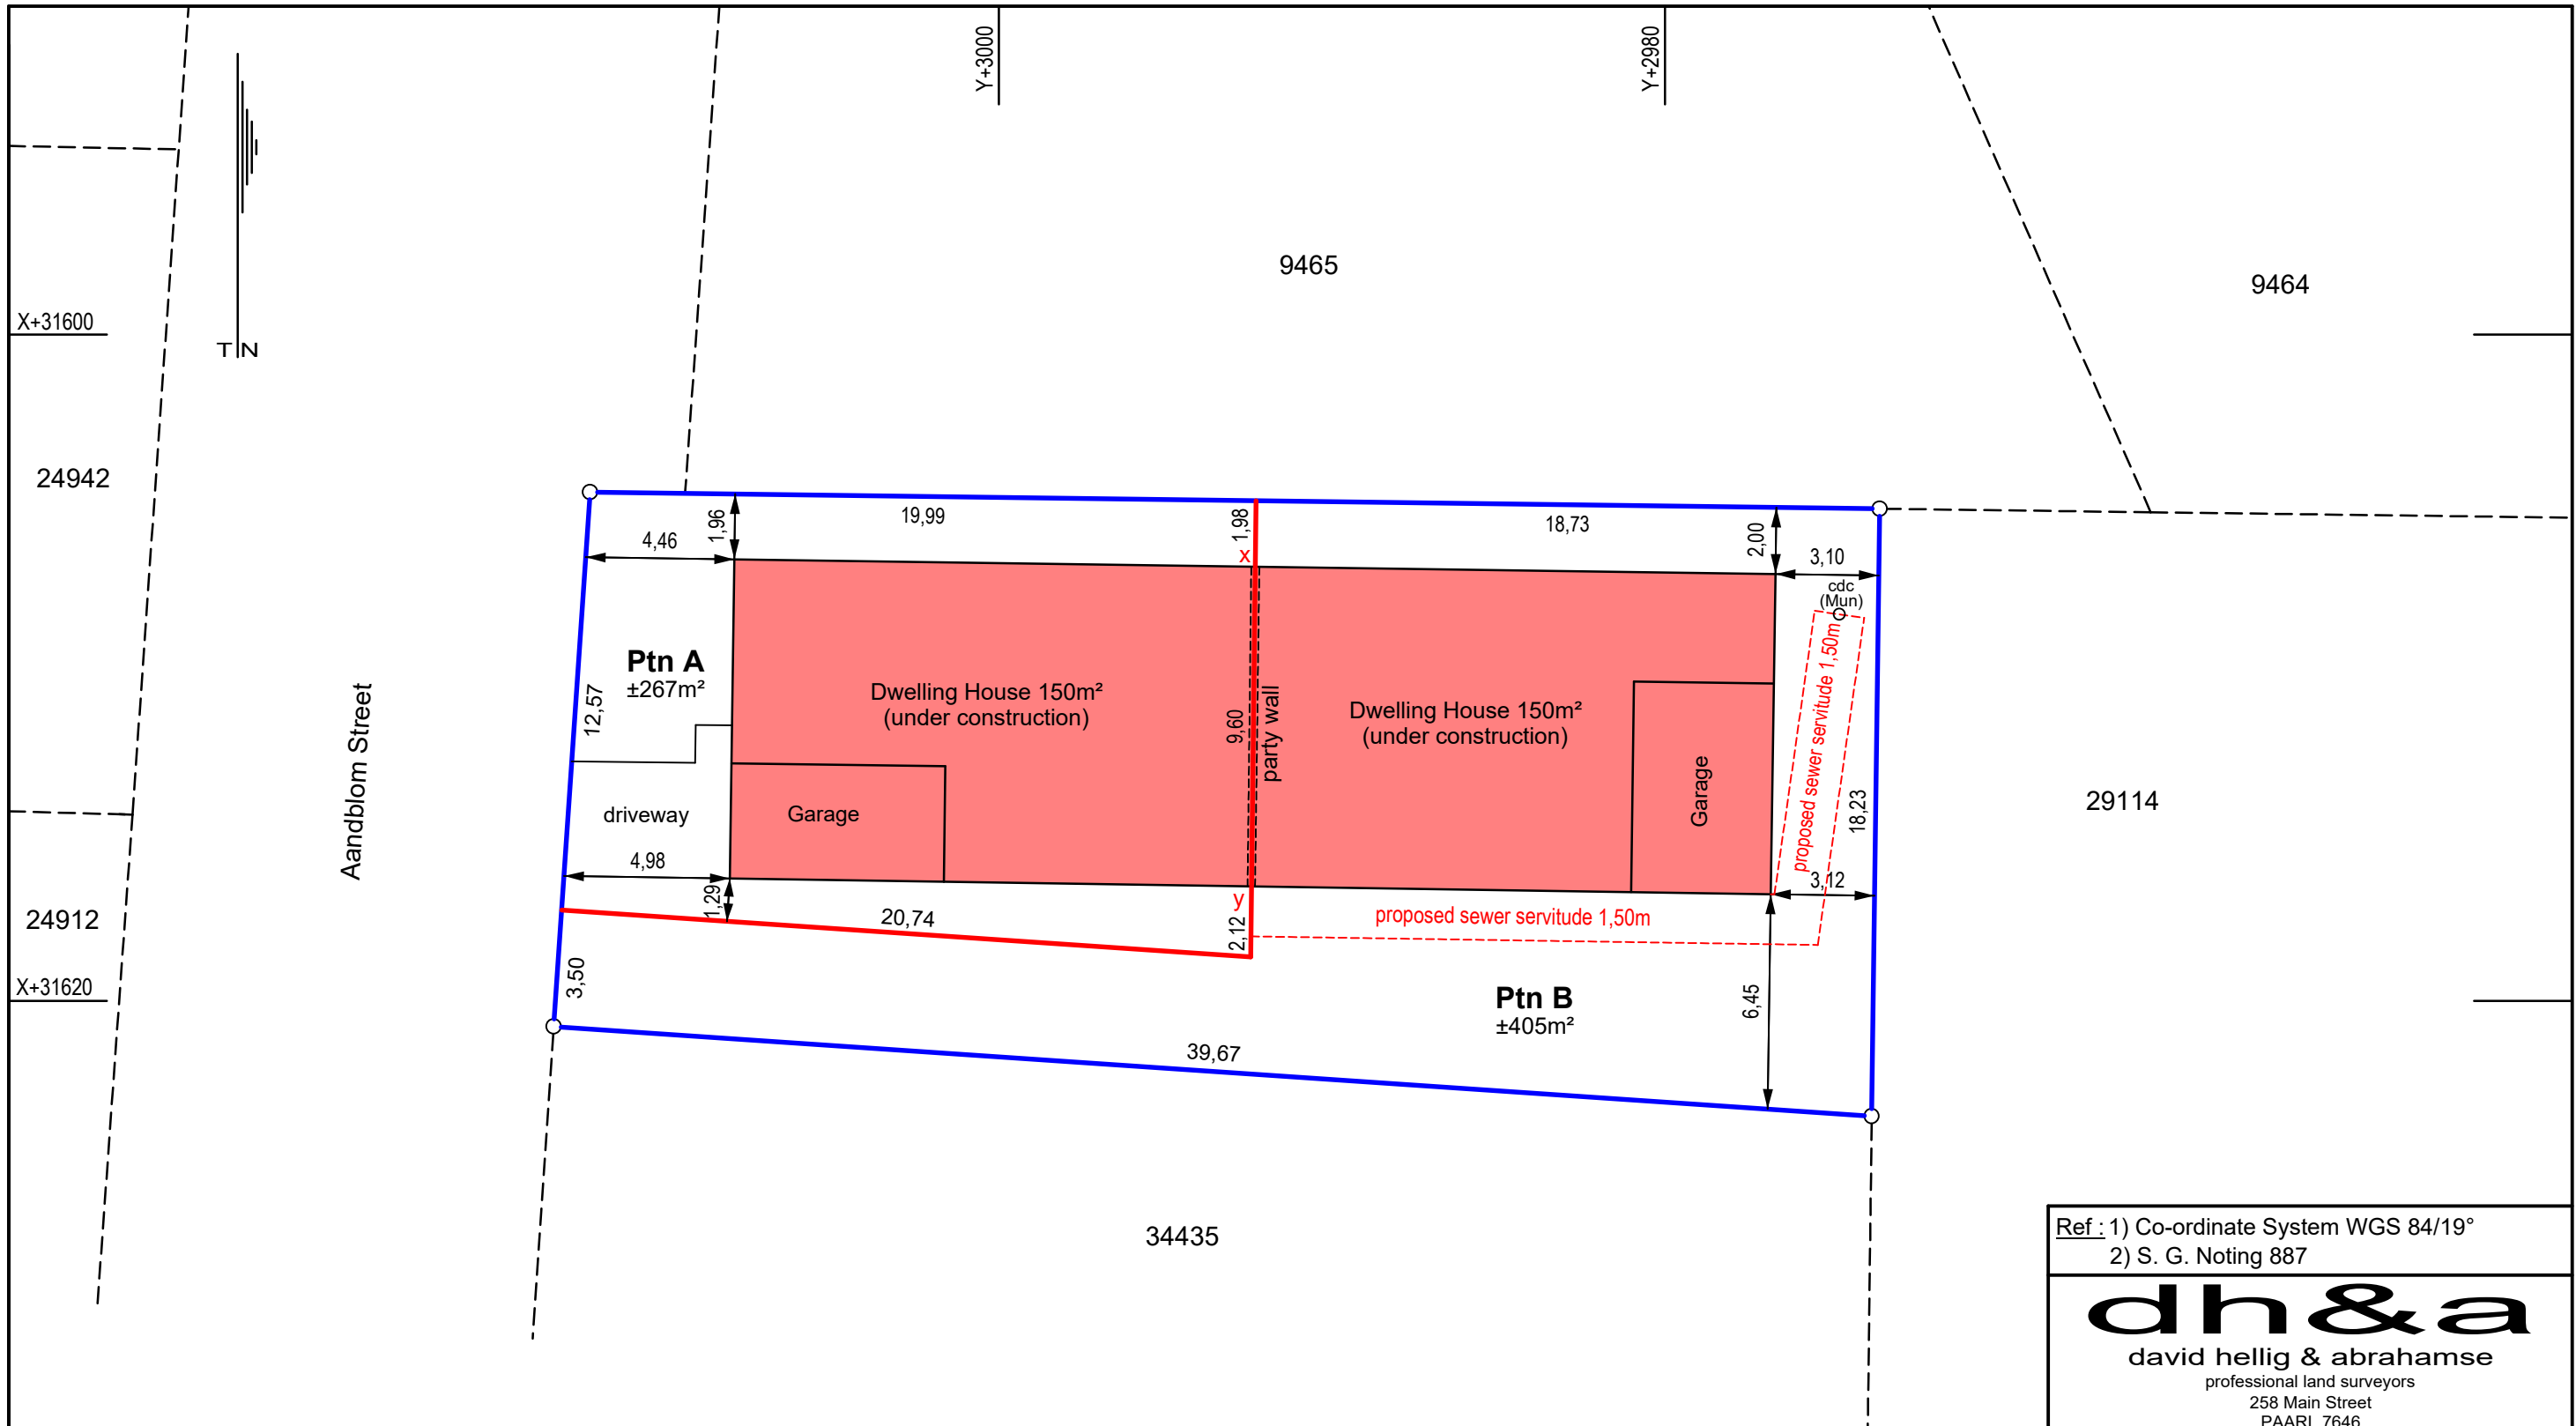 Y+3000
Y+2980
9465
9464
X+31600
TN
24942
1,96
19,99
1,98
18,73
2,00
4,46
x
3,10
cdc
(Mun)
Ptn A
±267m²
12,57
Dwelling House 150m²
(under construction)
9,60
party wall
Dwelling House 150m²
(under construction)
proposed sewer servitude 1,50m
Aandblom Street
driveway
Garage
Garage
18,23
29114
4,98
1,29
20,74
y
2,12
proposed sewer servitude 1,50m
3,12
24912
3,50
X+31620
Ptn B
±405m²
6,45
39,67
34435
Ref : 1) Co-ordinate System WGS 84/19°
2) S. G. Noting 887
dh&a
david hellig & abrahamse
professional land surveyors
258 Main Street
PAARL 7646